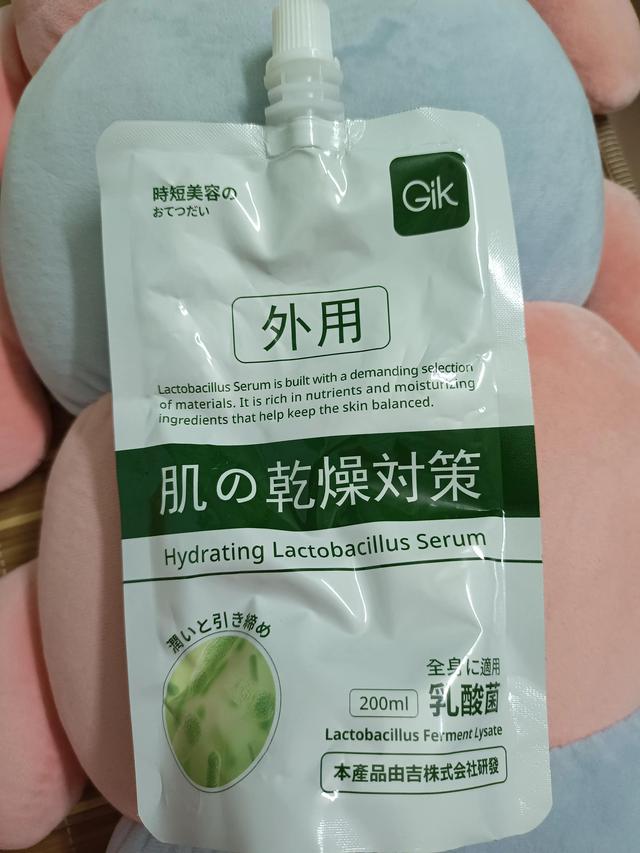 時短美容の
おてつだい
Gik
外用
Lactobacillus Serum is built with a demanding selection
of materials. It is rich in nutrients and moisturizing
ingredients that help keep the skin balanced.
肌の乾燥対策
Hydrating Lactobacillus Serum
潤いと引き締め
全身に適用
200ml 乳酸菌
Lactobacillus Ferment Lysate
本產品由吉株式会社研發